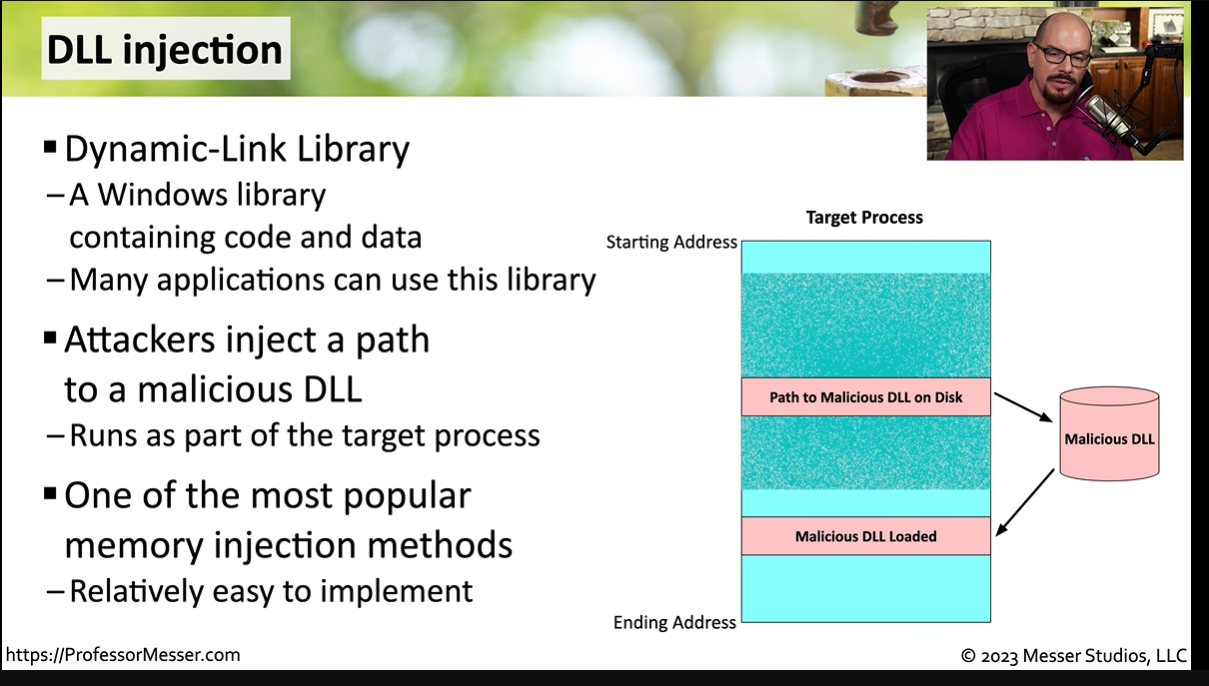 DLL injection
▪ Dynamic-Link Library
– A Windows library
containing code and data
– Many applications can use this library
▪ Attackers inject a path
to a malicious DLL
– Runs as part of the target process
▪ One of the most popular
memory injection methods
– Relatively easy to implement
Target Process
Starting Address
Path to Malicious DLL on Disk
Malicious DLL
Malicious DLL Loaded
Ending Address
https://ProfessorMesser.com
© 2023 Messer Studios, LLC